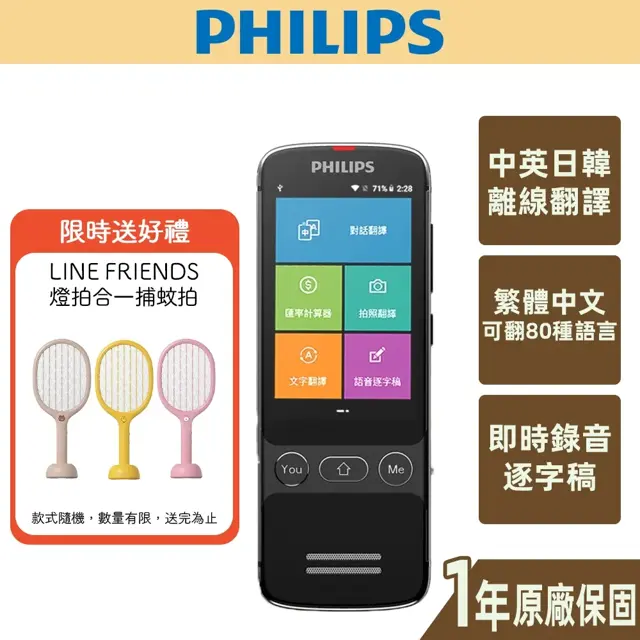 PHILIPS
限時送好禮
LINE FRIENDS
燈拍合一捕蚊拍
款式隨機，數量有限，送完為止
PHILIPS
71% 2:28
對話翻譯
匯率計算器
拍照翻譯
文字翻譯
語音逐字稿
You
Me
中英日韓
離線翻譯
繁體中文
可翻80種語言
即時錄音
逐字稿
1年原廠保固